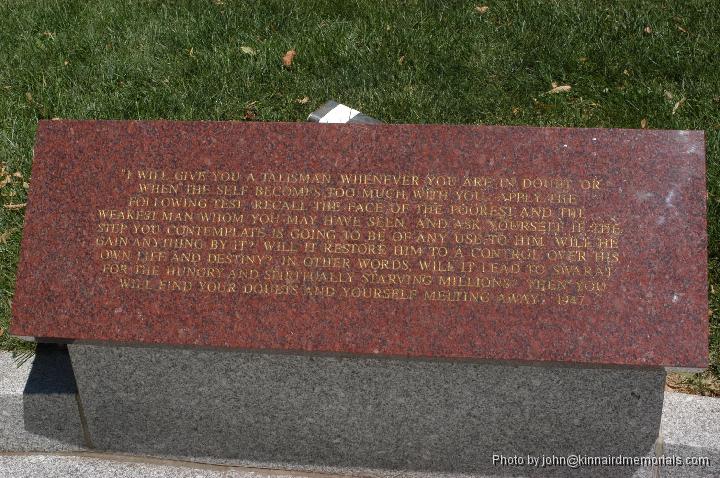 "I WILL GIVE YOU A TALISMAN. WHENEVER YOU ARE IN DOUBT OR
WHEN THE SELF BECOMES TOO MUCH WITH YOU, APPLY THE
FOLLOWING TEST. RECALL THE FACE OF THE POOREST AND THE
WEAKEST MAN WHOM YOU MAY HAVE SEEN, AND ASK YOURSELF IF THE
STEP YOU CONTEMPLATE IS GOING TO BE OF ANY USE TO HIM. WILL HE
GAIN ANYTHING BY IT? WILL IT RESTORE HIM TO A CONTROL OVER HIS
OWN LIFE AND DESTINY? IN OTHER WORDS, WILL IT LEAD TO SWARAJ
FOR THE HUNGRY AND SPIRITUALLY STARVING MILLIONS? THEN YOU
WILL FIND YOUR DOUBTS AND YOURSELF MELTING AWAY." 1947
Photo by john@kinnairdmemorials.com